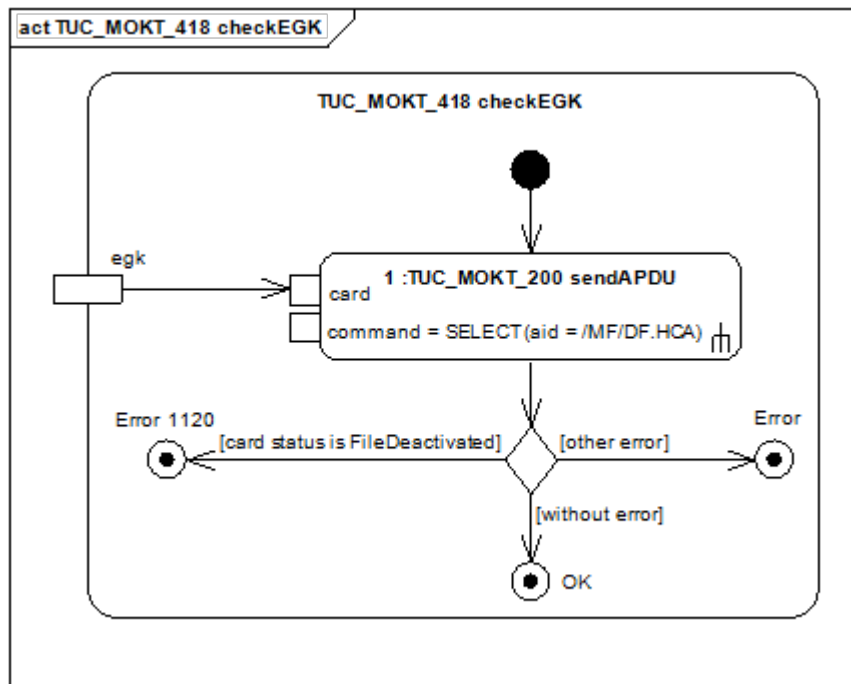 act TUC_MOKT_418 checkEGK
TUC_MOKT_418 checkEGK
egk
1 :TUC_MOKT_200 sendAPDU
card
command = SELECT(aid = /MF/DF.HCA)
Error 1120
Error
[card status is FileDeactivated]
[other error]
[without error]
OK